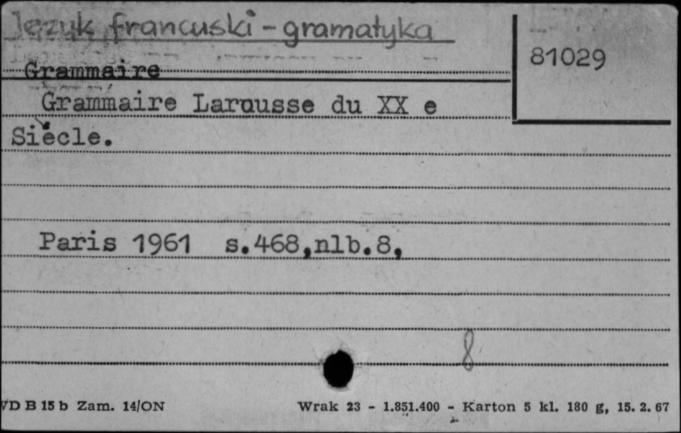 Język francuski - gramatyka
81029
Grammaire
Grammaire Larousse du XX e
Siècle.
Paris 1961 s.468,nlb.8,
8
VD B 15 b Zam. 14/ON
Wrak 23 - 1.851.400 - Karton 5 kl. 180 g, 15. 2. 67